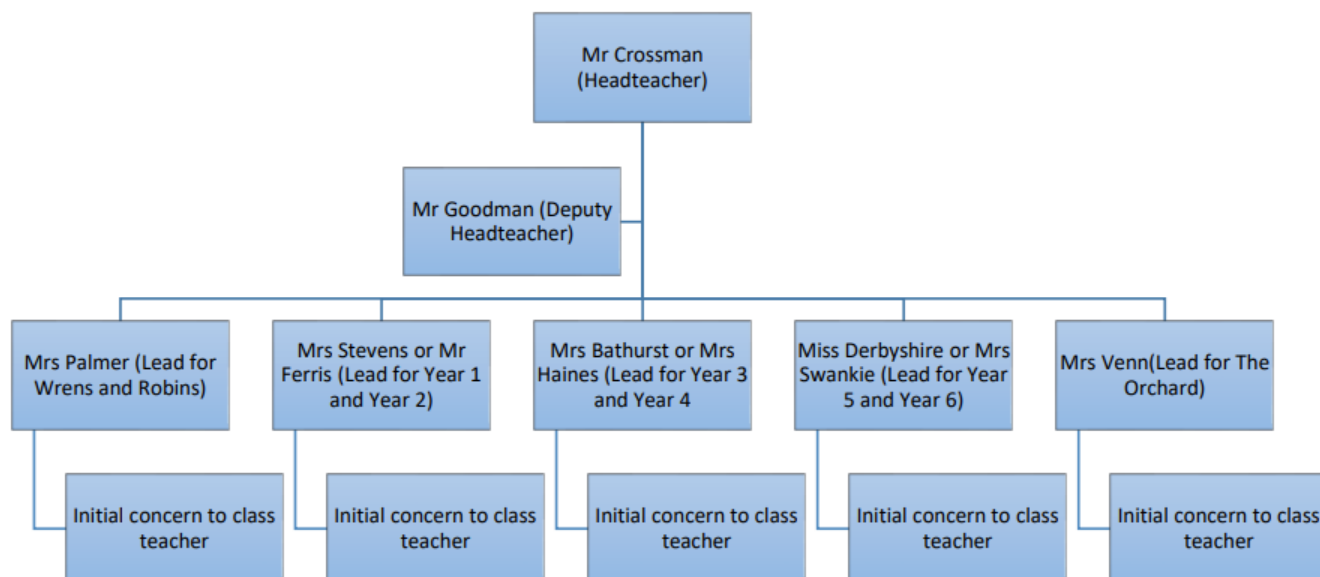 Mr Crossman
(Headteacher)
Mr Goodman (Deputy
Headteacher)
Mrs Palmer (Lead for
Wrens and Robins)
Mrs Stevens or Mr
Ferris (Lead for Year 1
and Year 2)
Mrs Bathurst or Mrs
Haines (Lead for Year 3
and Year 4
Miss Derbyshire or Mrs
Swankie (Lead for Year
5 and Year 6)
Mrs Venn(Lead for The
Orchard)
Initial concern to class
teacher
Initial concern to class
teacher
Initial concern to class
teacher
Initial concern to class
teacher
Initial concern to class
teacher